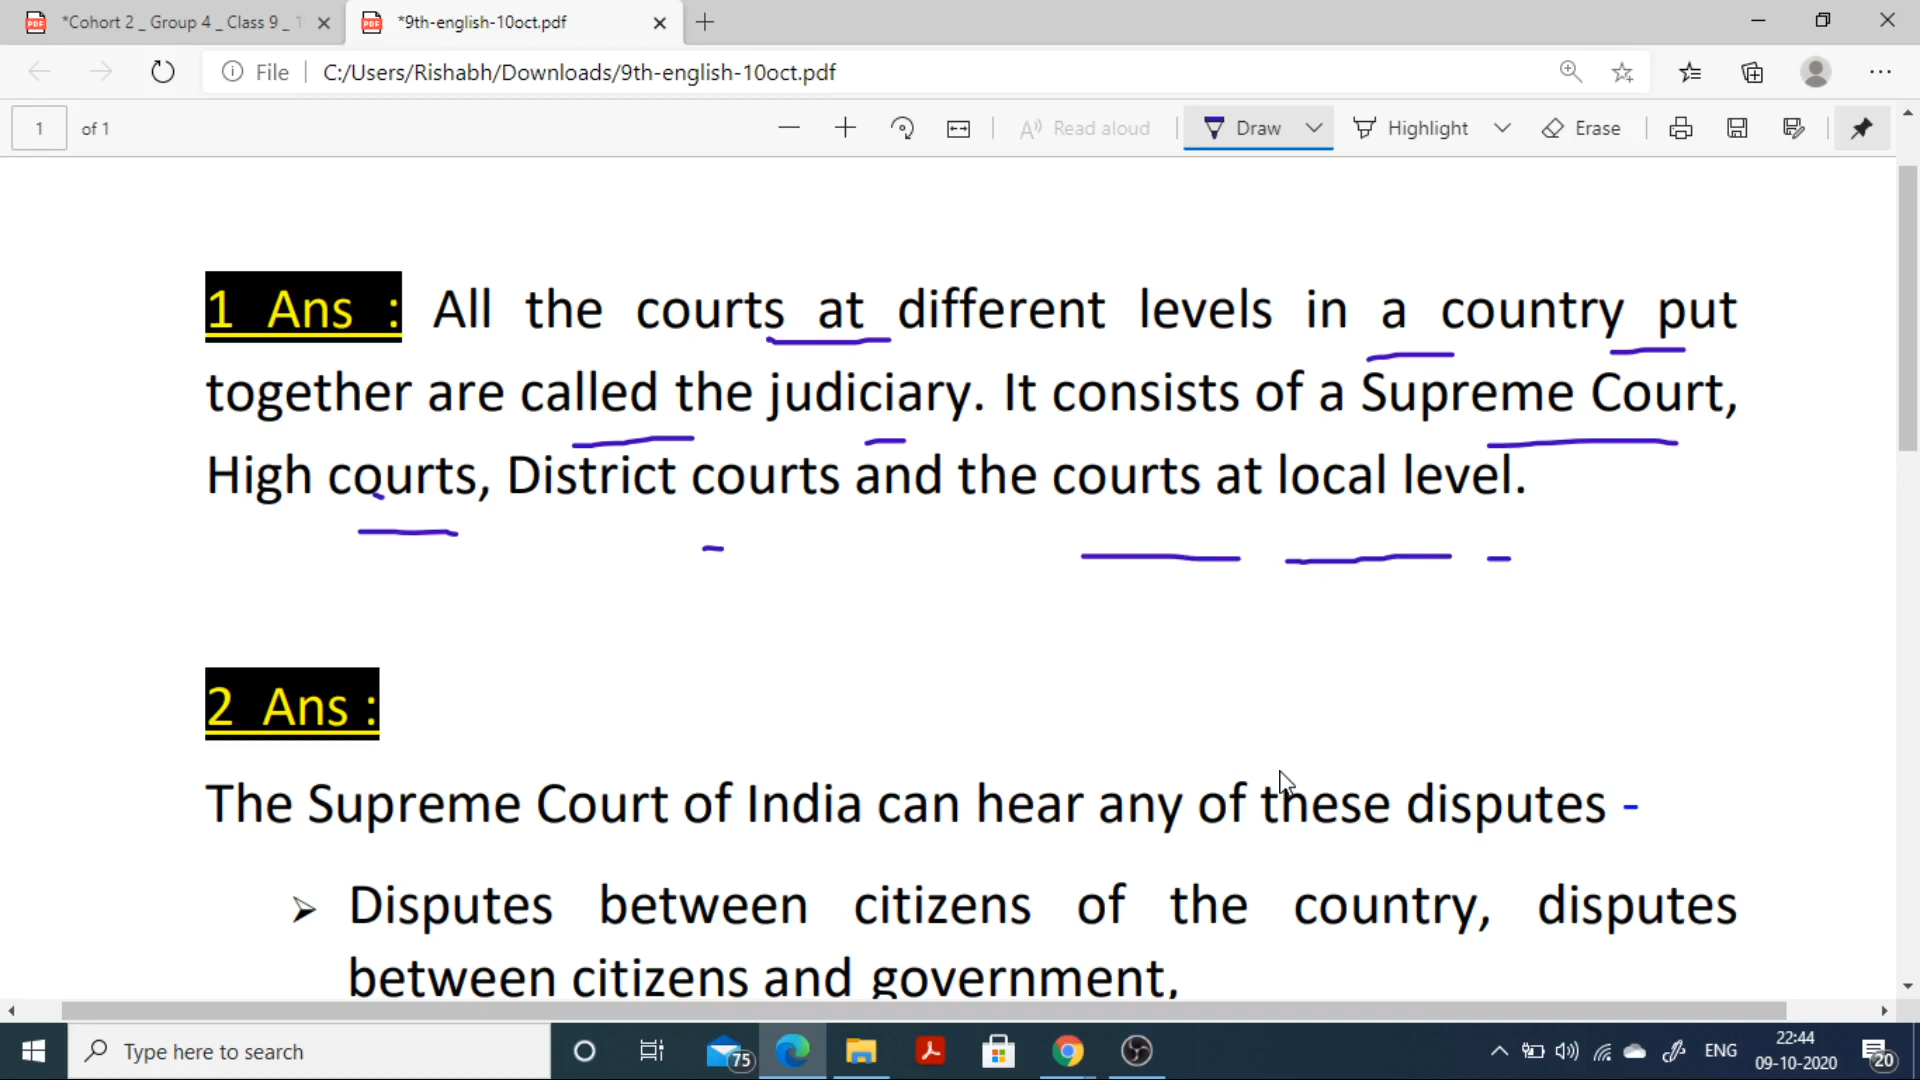 *Cohort 2 _ Group 4 _ Class 9 _
*9th-english-10oct.pdf
File C:/Users/Rishabh/Downloads/9th-english-10oct.pdf
1 of 1 Read aloud Draw Highlight Erase
1 Ans : All the courts at different levels in a country put
together are called the judiciary. It consists of a Supreme Court,
High courts, District courts and the courts at local level.
2 Ans :
The Supreme Court of India can hear any of these disputes -
➢ Disputes between citizens of the country, disputes
between citizens and government,
Type here to search
75
ENG
22:44
09-10-2020
20